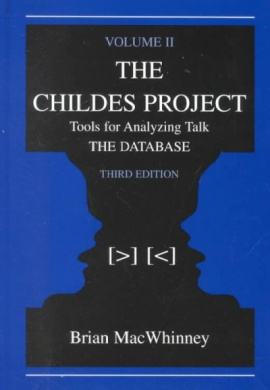 VOLUME II
THE
CHILDES PROJECT
Tools for Analyzing Talk
THE DATABASE
THIRD EDITION
[>] [<]
Brian MacWhinney